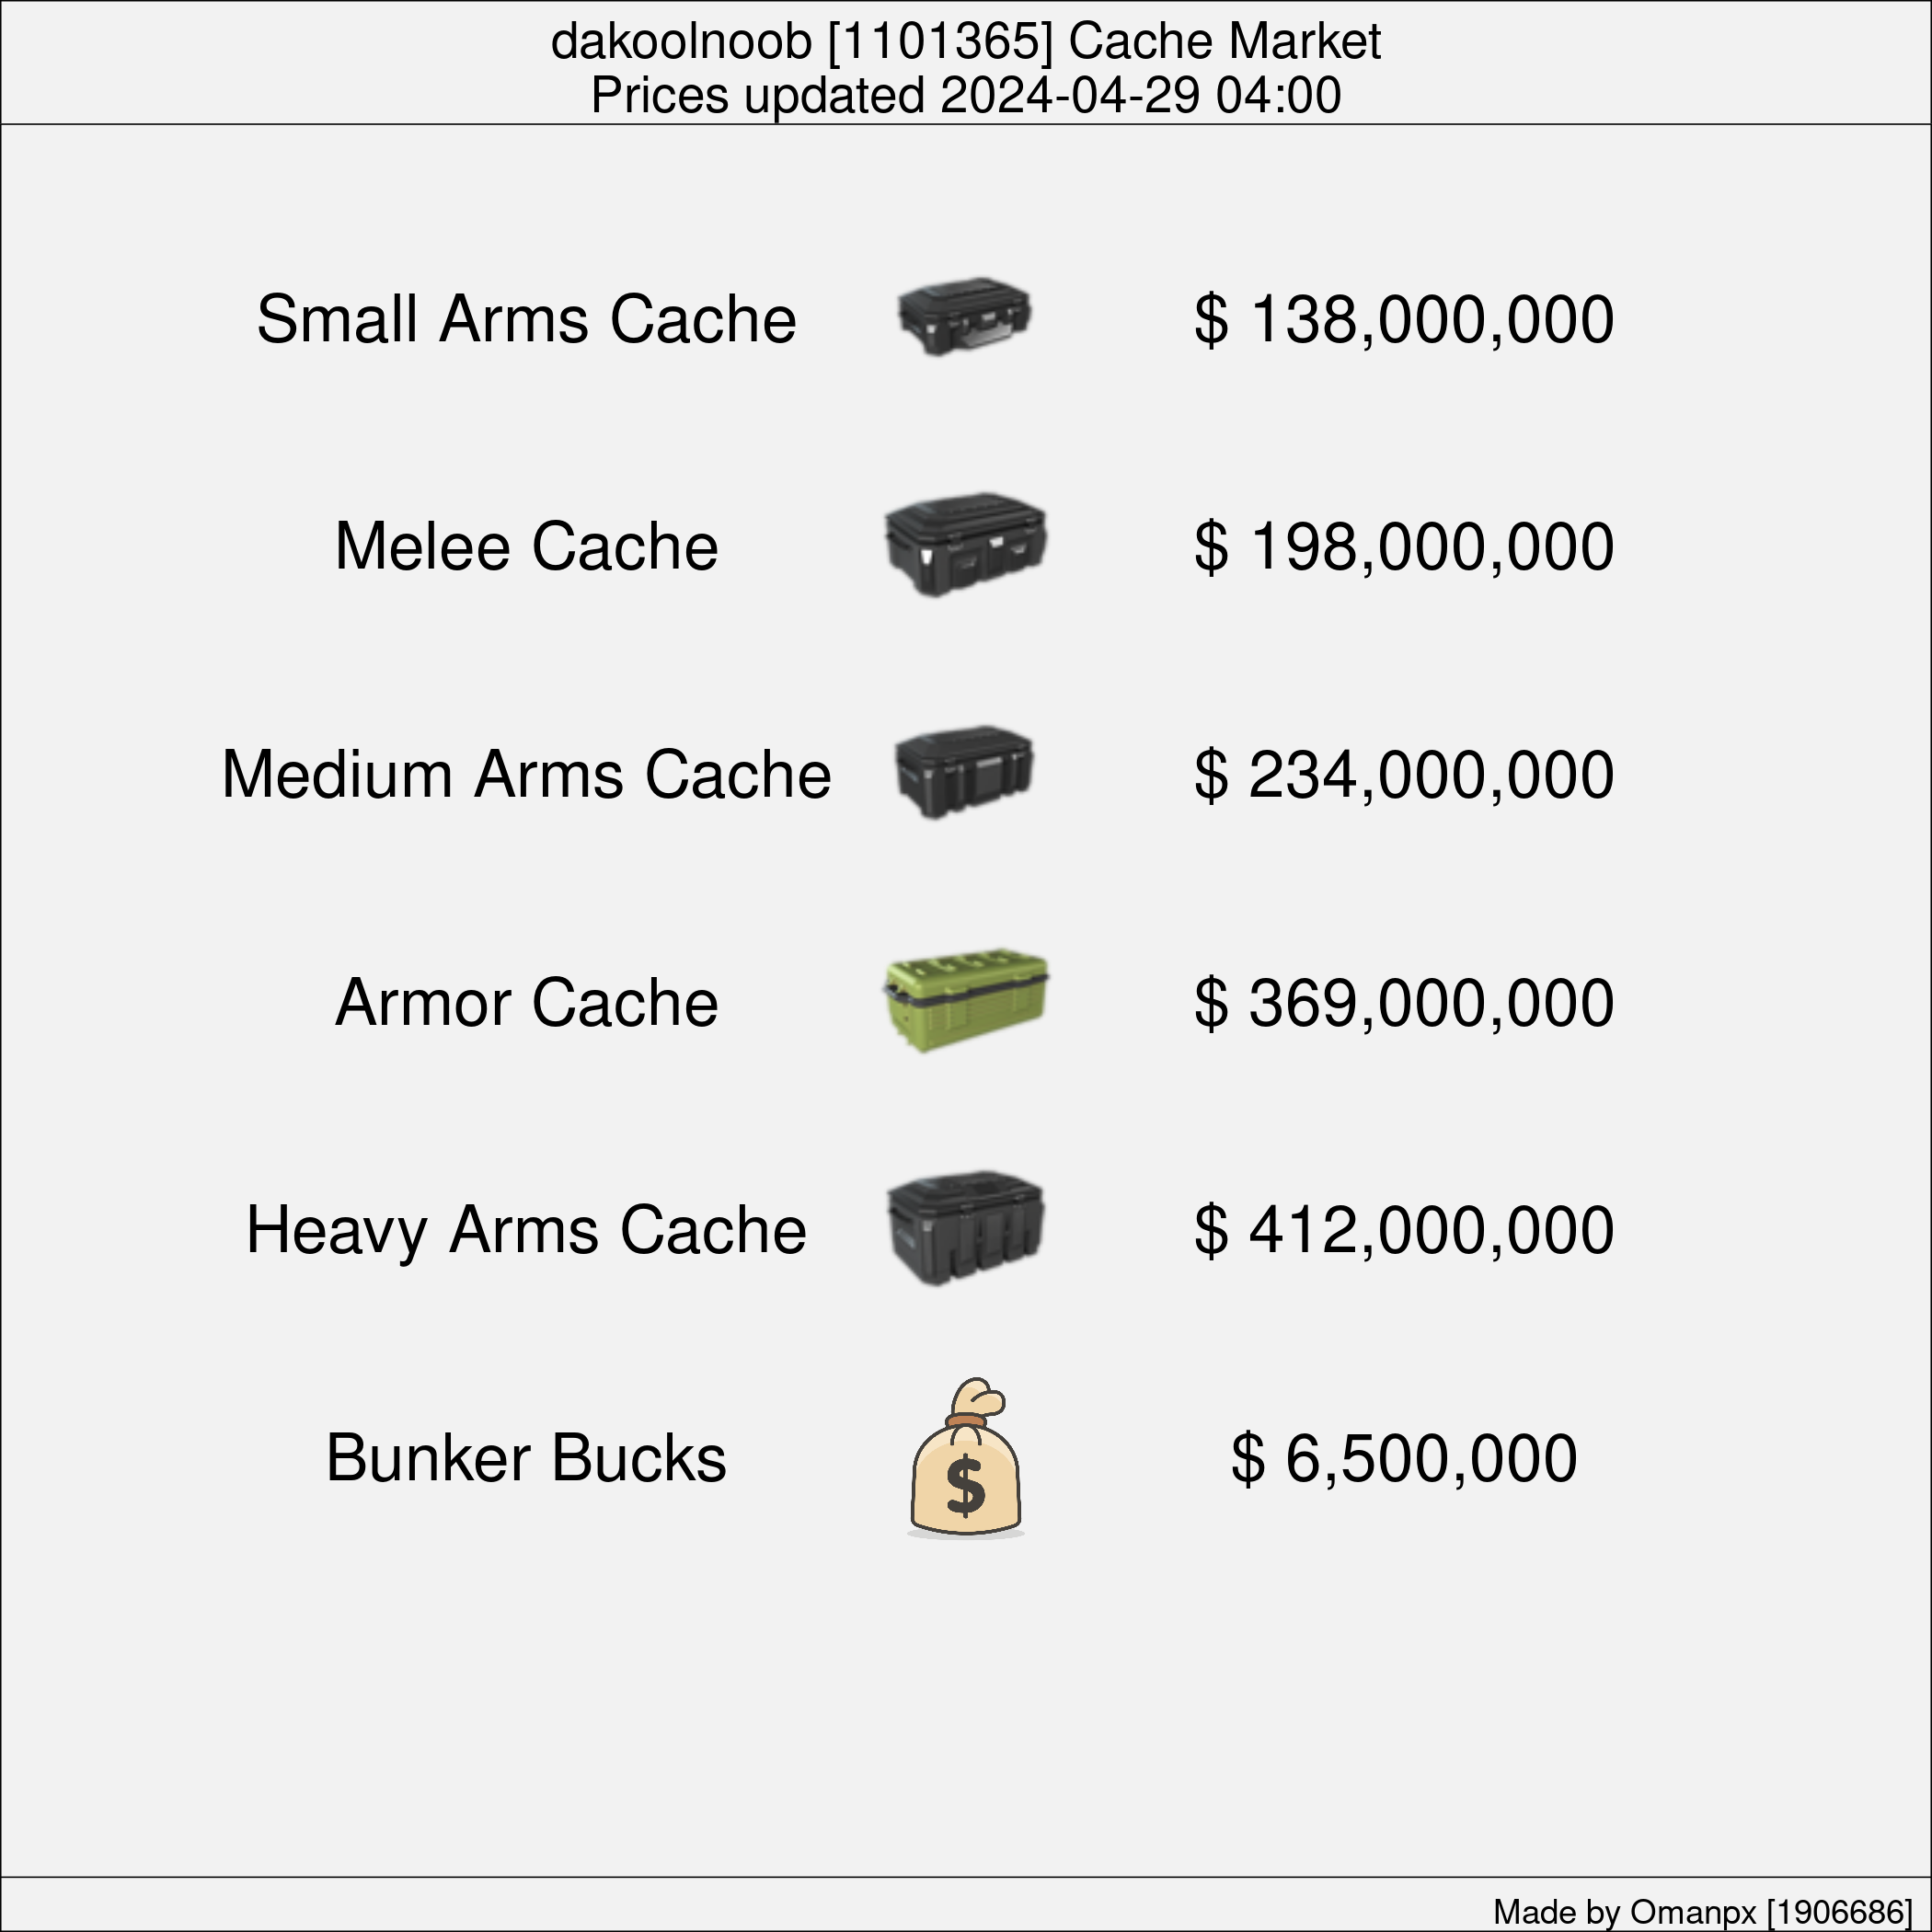 dakoolnoob [1101365] Cache Market
Prices updated 2024-04-29 04:00
Small Arms Cache $ 138,000,000
Melee Cache $ 198,000,000
Medium Arms Cache $ 234,000,000
Armor Cache $ 369,000,000
Heavy Arms Cache $ 412,000,000
Bunker Bucks $ $ 6,500,000
Made by Omanpx [1906686]